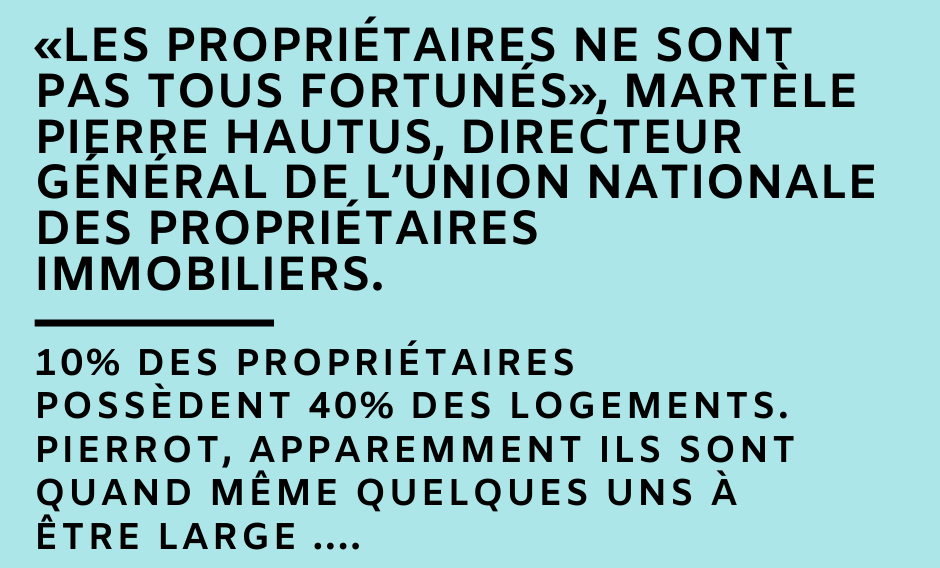 «LES PROPRIÉTAIRES NE SONT
PAS TOUS FORTUNÉS», MARTÈLE
PIERRE HAUTUS, DIRECTEUR
GÉNÉRAL DE L’UNION NATIONALE
DES PROPRIÉTAIRES
IMMOBILIERS.
10% DES PROPRIÉTAIRES
POSSÈDENT 40% DES LOGEMENTS.
PIERROT, APPAREMMENT ILS SONT
QUAND MÊME QUELQUES UNS À
ÊTRE LARGE ....